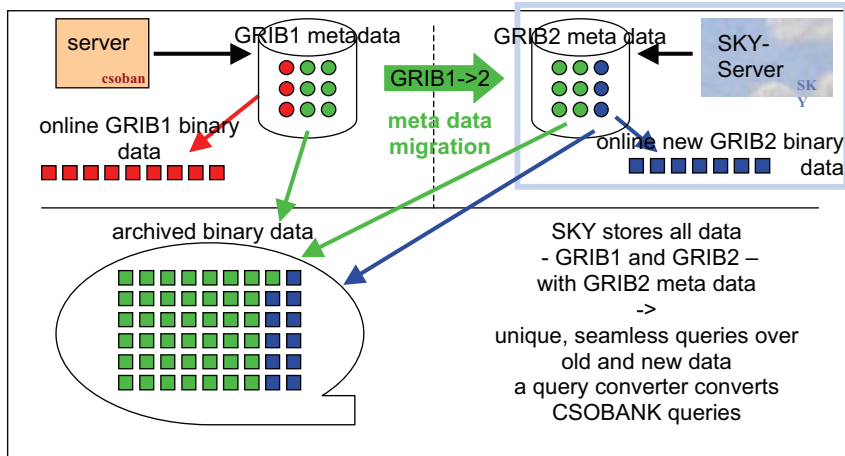 server
csoban
GRIB1 metadata
GRIB2 meta data
SKY-
Server
SK
Y
GRIB1->2
meta data
migration
online GRIB1 binary
data
online new GRIB2 binary
data
archived binary data
SKY stores all data
- GRIB1 and GRIB2 –
with GRIB2 meta data
->
unique, seamless queries over
old and new data
a query converter converts
CSOBANK queries